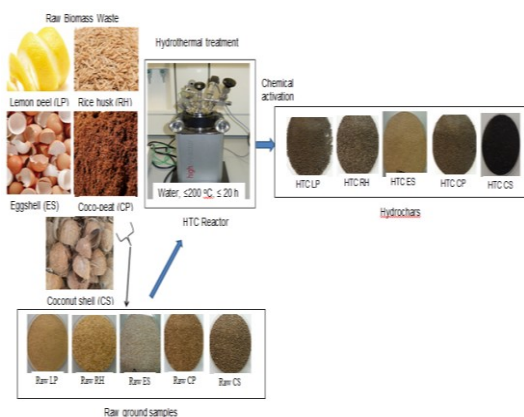 Raw Biomass Waste
Lemon peel (LP)
Rice husk (RH)
Eggshell (ES)
Coco-peat (CP)
Coconut shell (CS)
Hydrothermal treatment
Water, ≤200 °C, ≤ 20 h
HTC Reactor
Chemical
activation
HTC LP
HTC RH
HTC ES
HTC CP
HTC CS
Hydrochars
Raw LP
Raw RH
Raw ES
Raw CP
Raw CS
Raw ground samples